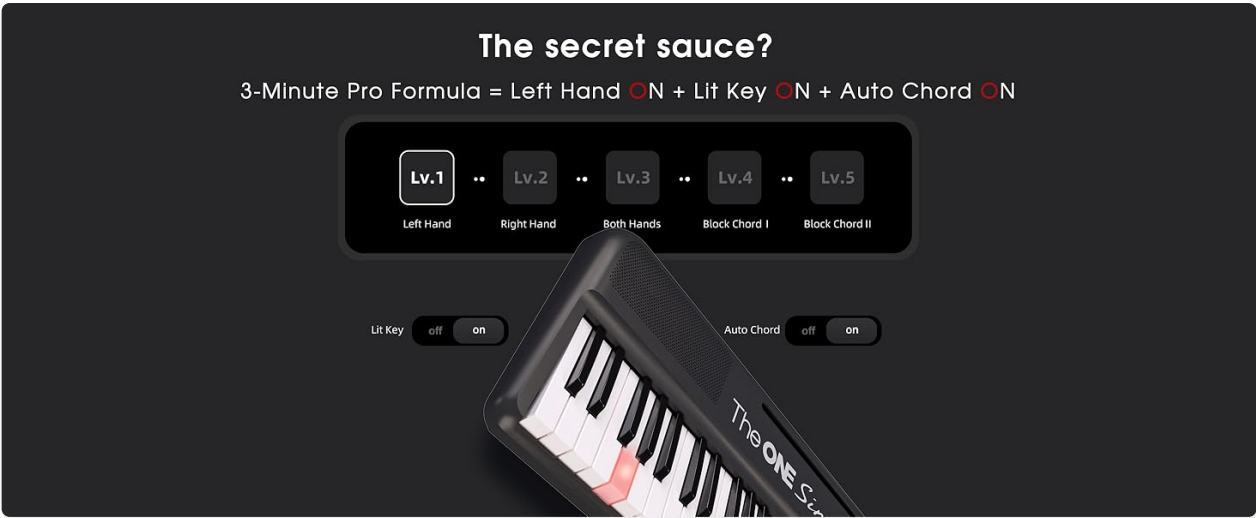 The secret sauce?
3-Minute Pro Formula = Left Hand ON + Lit Key ON + Auto Chord ON
Lv.1 Lv.2 Lv.3 Lv.4 Lv.5
Left Hand Right Hand Both Hands Block Chord I Block Chord II
Lit Key off on
Auto Chord off on
The ONE